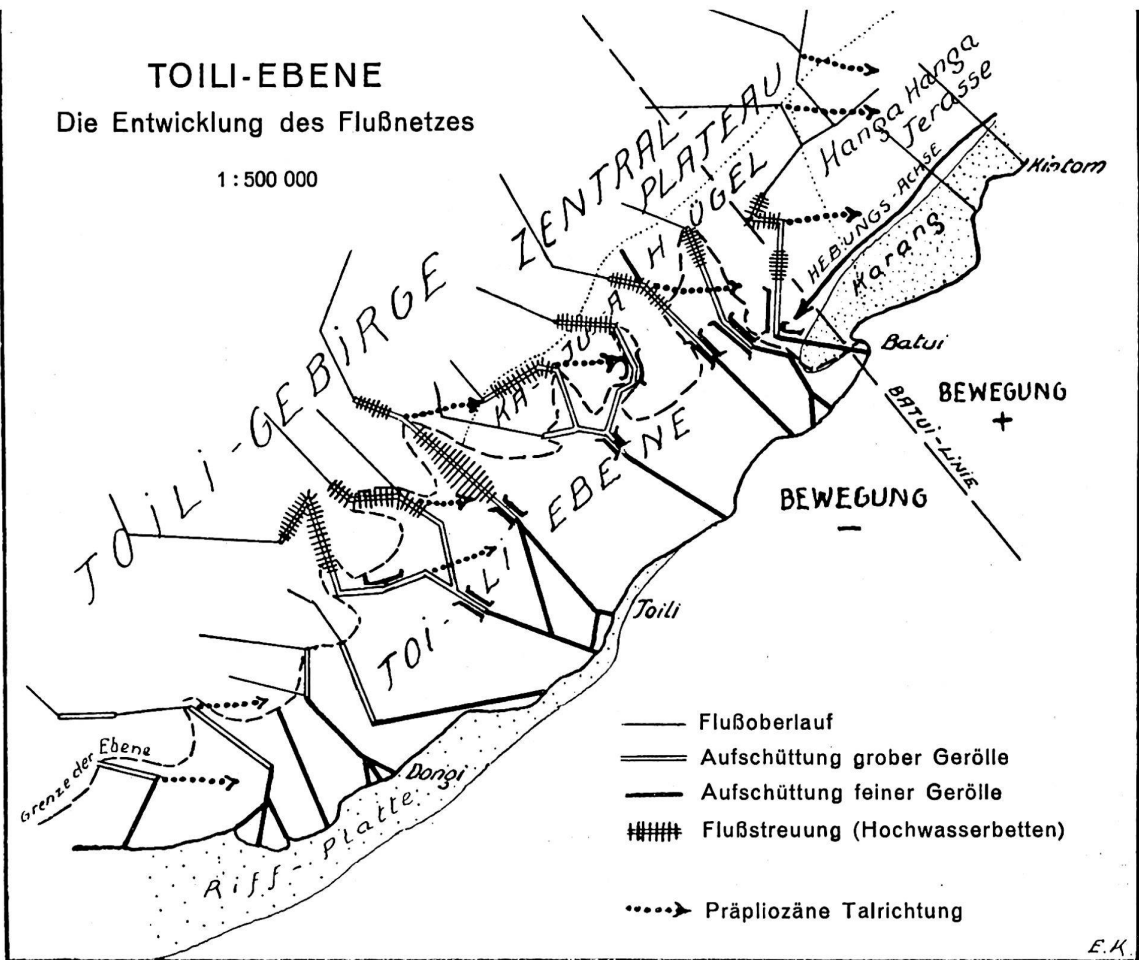 TOILI-EBENE
Die Entwicklung des Flußnetzes
1 : 500 000
ZENTRAL-
PLATEAU
Hanga Hanga
Terasse
HÜGEL
Kintom
HEBUNGS-ACHSE
Karang
Batui
BATUI-LINIE
BEWEGUNG
+
BEWEGUNG
−
TOILI-GEBIRGE
KA-JU-A
TOI-LI
EBENE
Toili
Grenze der Ebene
Dongi
Riff-Platte
Flußoberlauf
Aufschüttung grober Gerölle
Aufschüttung feiner Gerölle
Flußstreuung (Hochwasserbetten)
Präpliozäne Talrichtung
E.K.